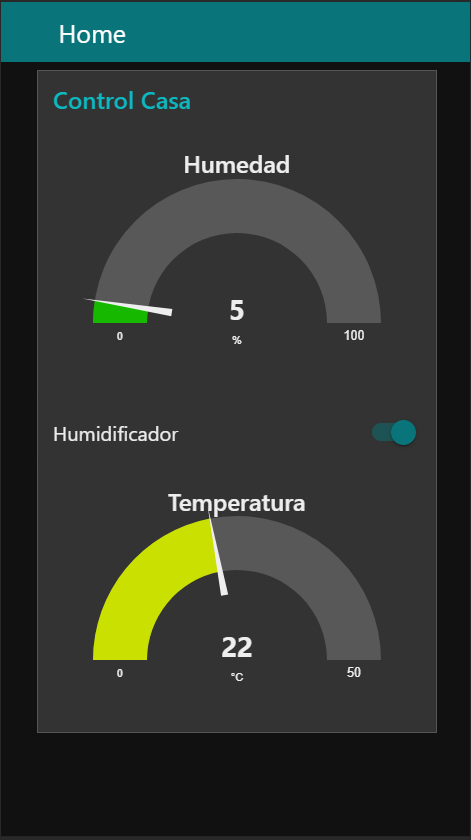 Home
Control Casa
Humedad
5
%
0
100
Humidificador
Temperatura
22
°C
0
50